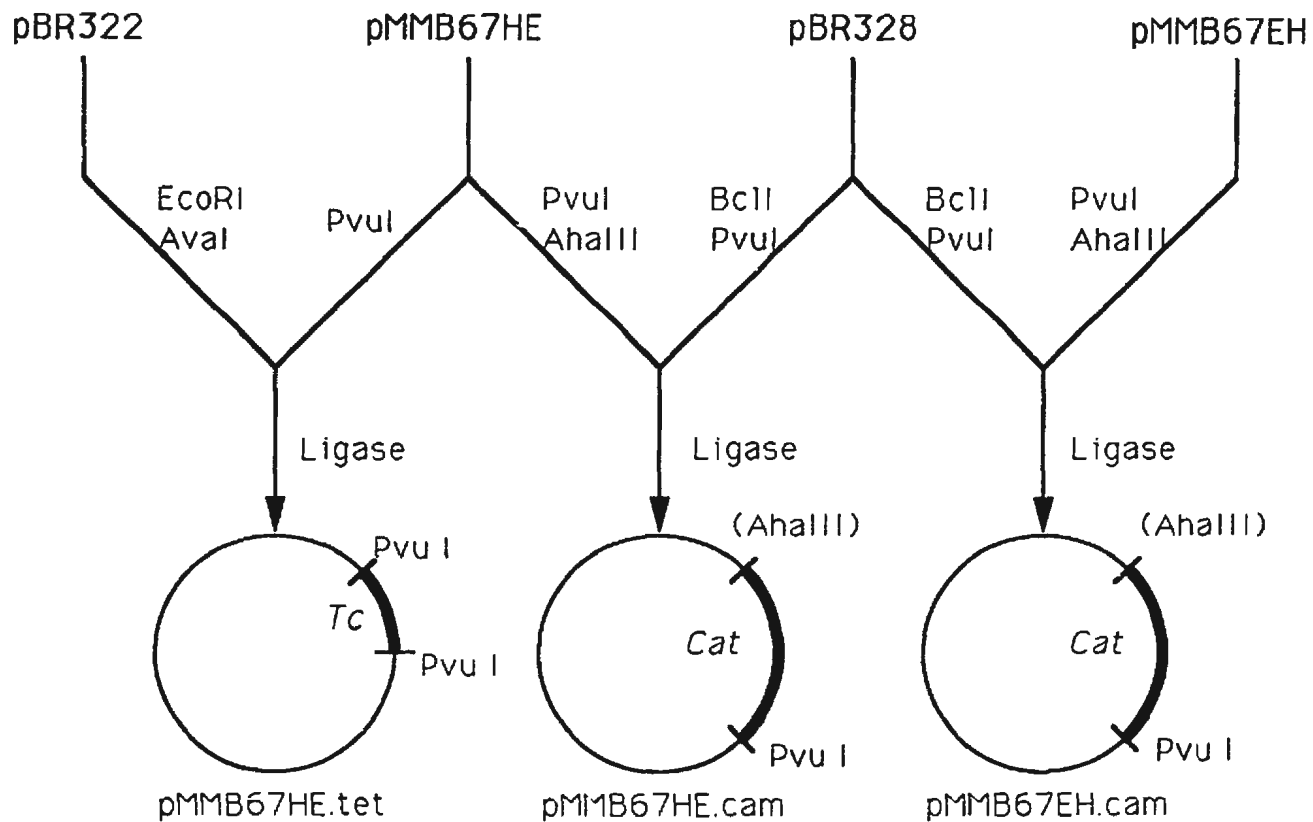 pBR322 pMMB67HE pBR328 pMMB67EH
EcoRI
AvaI
PvuI
PvuI
AhaIII
BclI
PvuI
BclI
PvuI
PvuI
AhaIII
Ligase Ligase Ligase
Pvu I
Tc
Pvu I
(AhaIII)
Cat
Pvu I
(AhaIII)
Cat
Pvu I
pMMB67HE.tet pMMB67HE.cam pMMB67EH.cam